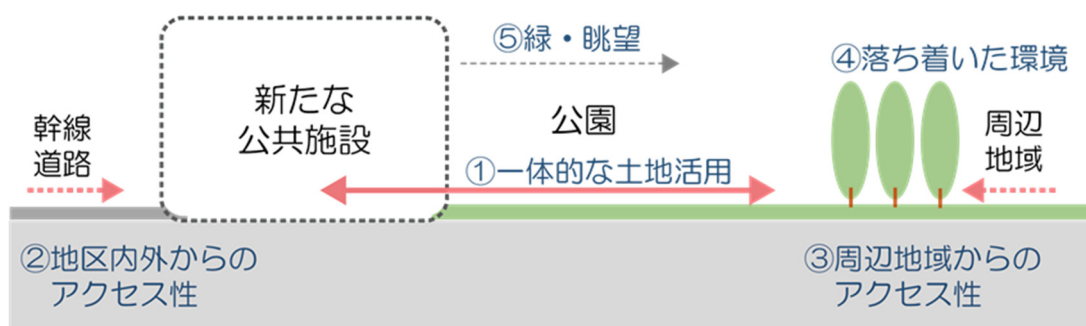 ⑤緑・眺望
④落ち着いた環境
新たな
公共施設
公園
幹線
道路
周辺
地域
①一体的な土地活用
②地区内外からの
アクセス性
③周辺地域からの
アクセス性